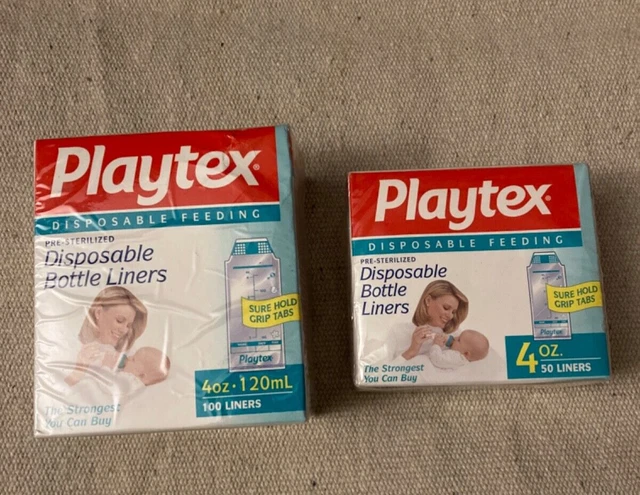 Playtex®
DISPOSABLE FEEDING
PRE-STERILIZED
Disposable
Bottle Liners
SURE HOLD
GRIP TABS
Playtex
4oz · 120mL
100 LINERS
The Strongest
You Can Buy
Playtex®
DISPOSABLE FEEDING
PRE-STERILIZED
Disposable
Bottle
Liners
SURE HOLD
GRIP TABS
Playtex
4 OZ.
50 LINERS
The Strongest
You Can Buy